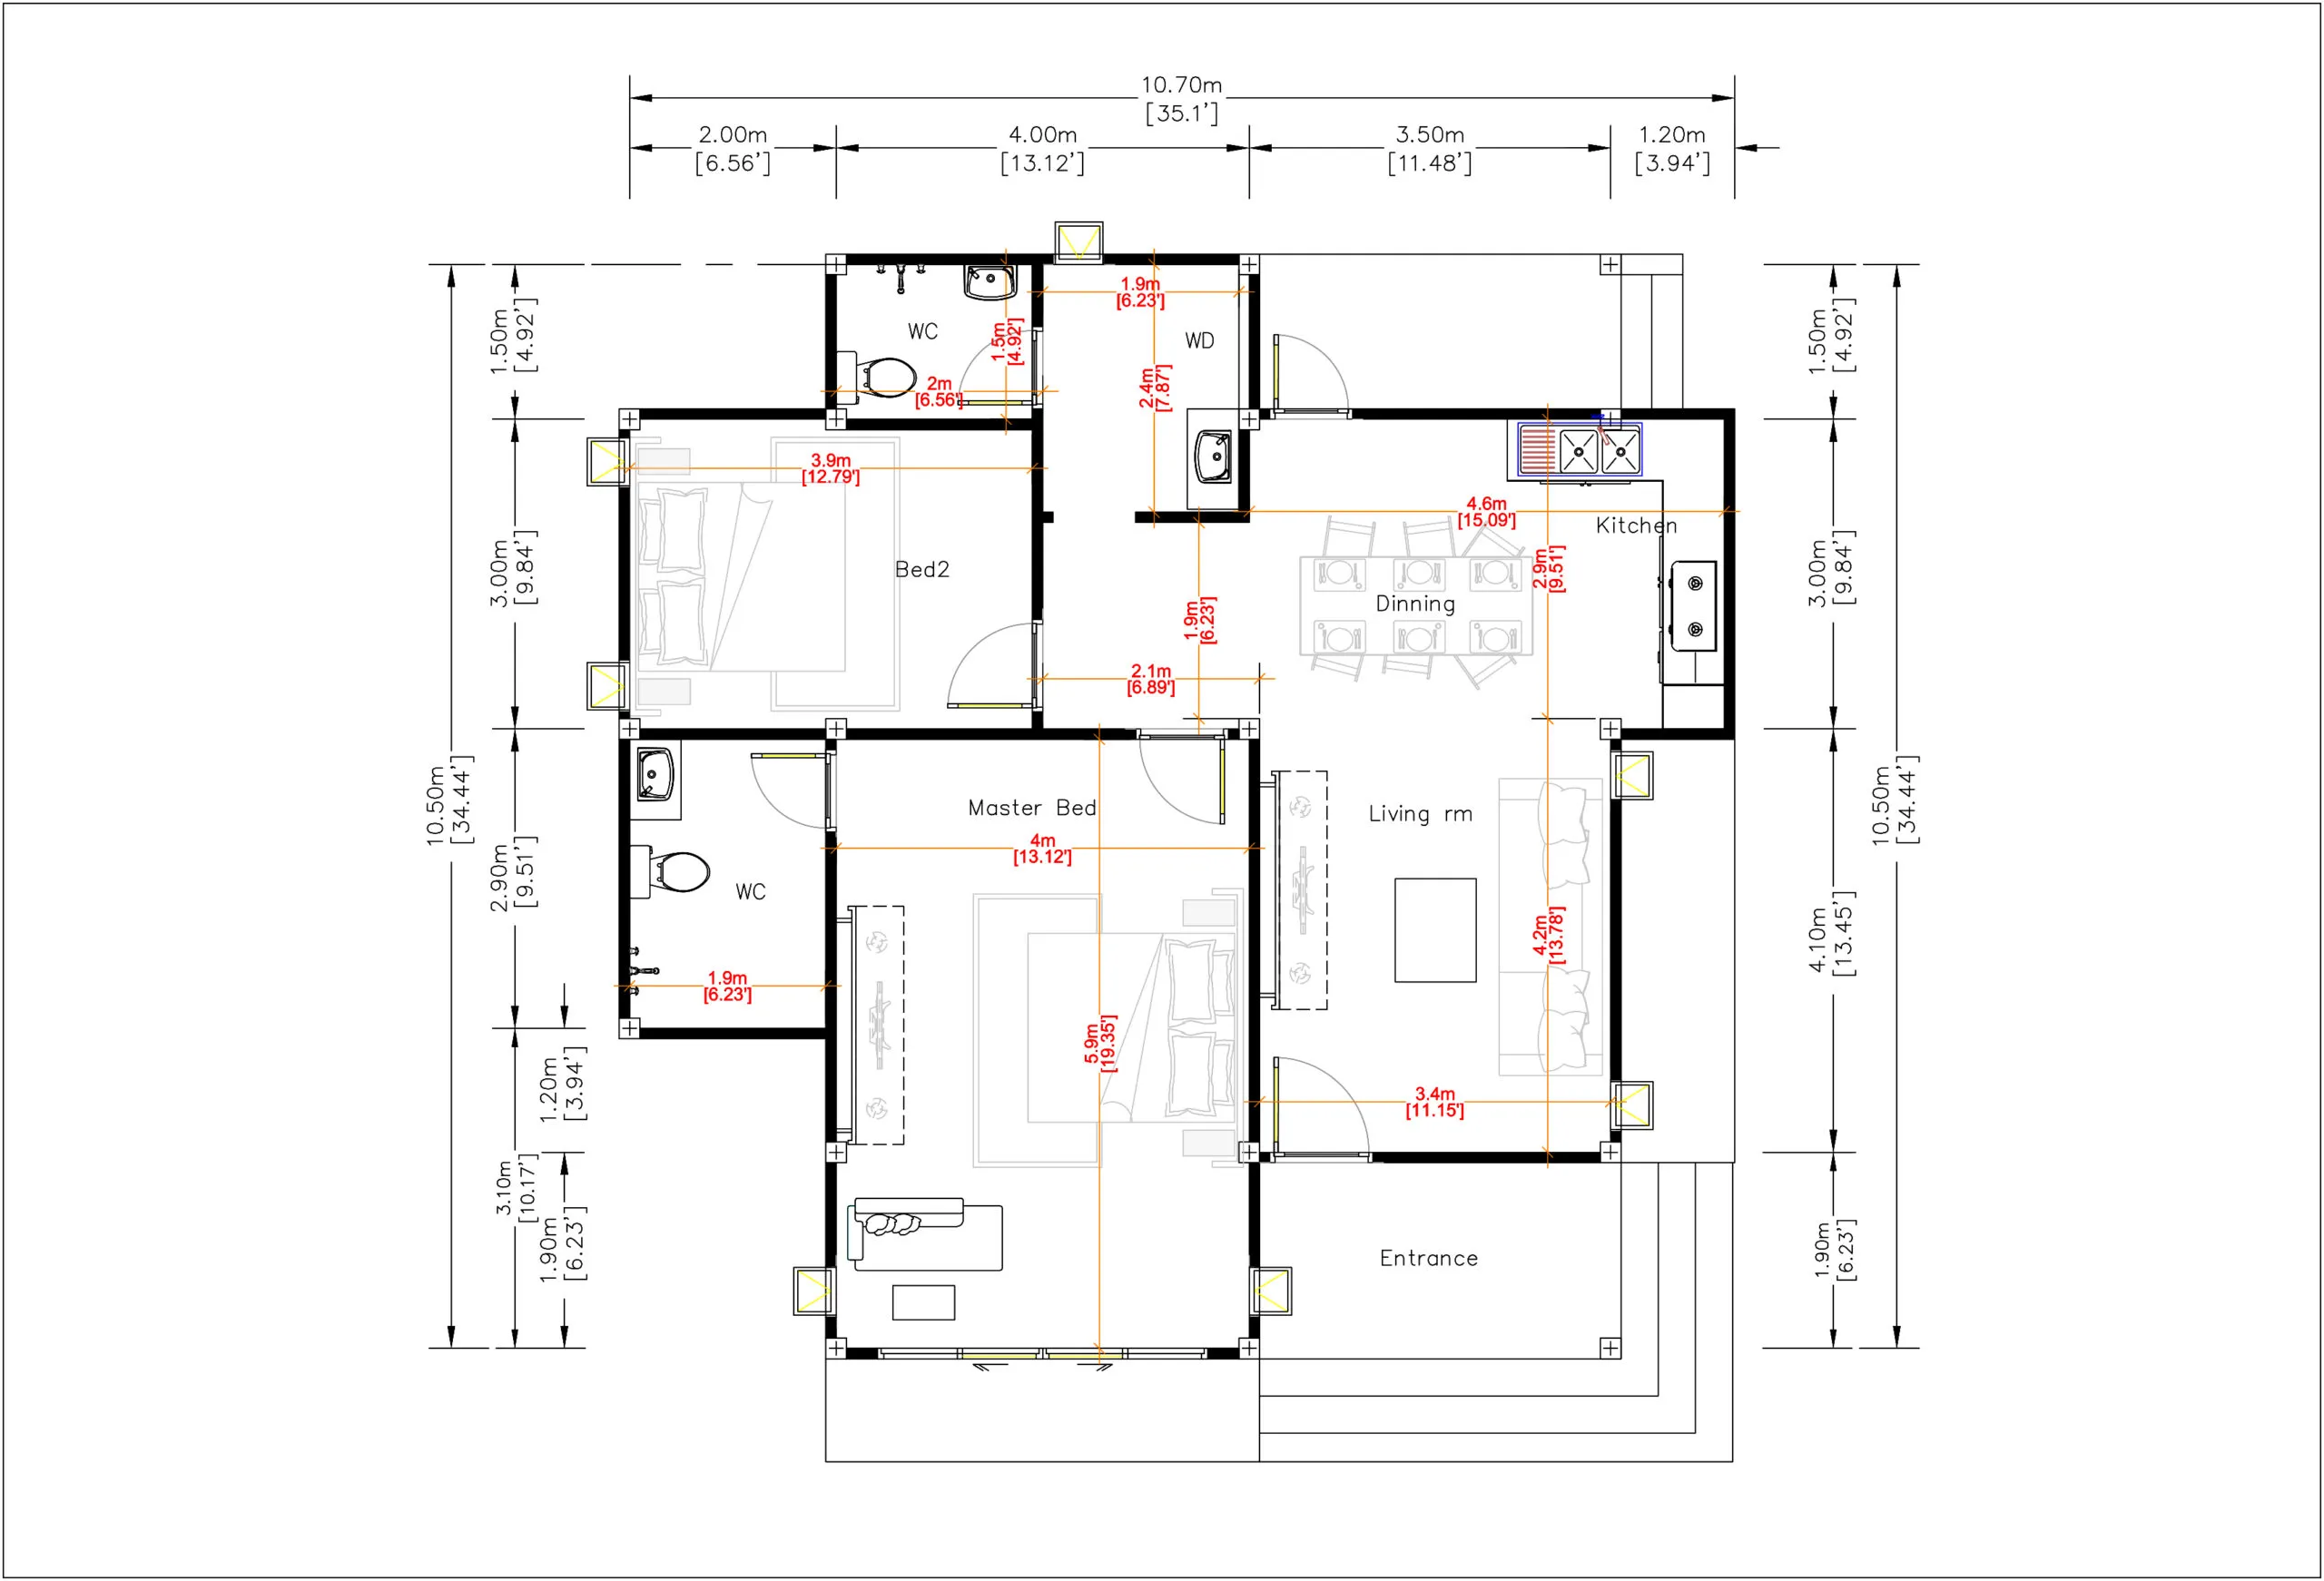 10.70m
[35.1']
2.00m
[6.56']
4.00m
[13.12']
3.50m
[11.48']
1.20m
[3.94']
1.9m
[6.23']
WC
1.5m
[4.92']
WD
2m
[6.56']
2.4m
[7.87']
1.50m
[4.92']
1.50m
[4.92']
3.9m
[12.79']
4.6m
[15.09']
Kitchen
Bed2
2.9m
[9.51']
Dinning
1.9m
[6.23']
2.1m
[6.89']
3.00m
[9.84']
3.00m
[9.84']
10.50m
[34.44']
10.50m
[34.44']
Master Bed
Living rm
4m
[13.12']
WC
2.90m
[9.51']
4.10m
[13.45']
4.2m
[13.78']
1.9m
[6.23']
5.9m
[19.35']
3.4m
[11.15']
1.20m
[3.94']
3.10m
[10.17']
1.90m
[6.23']
Entrance
1.90m
[6.23']